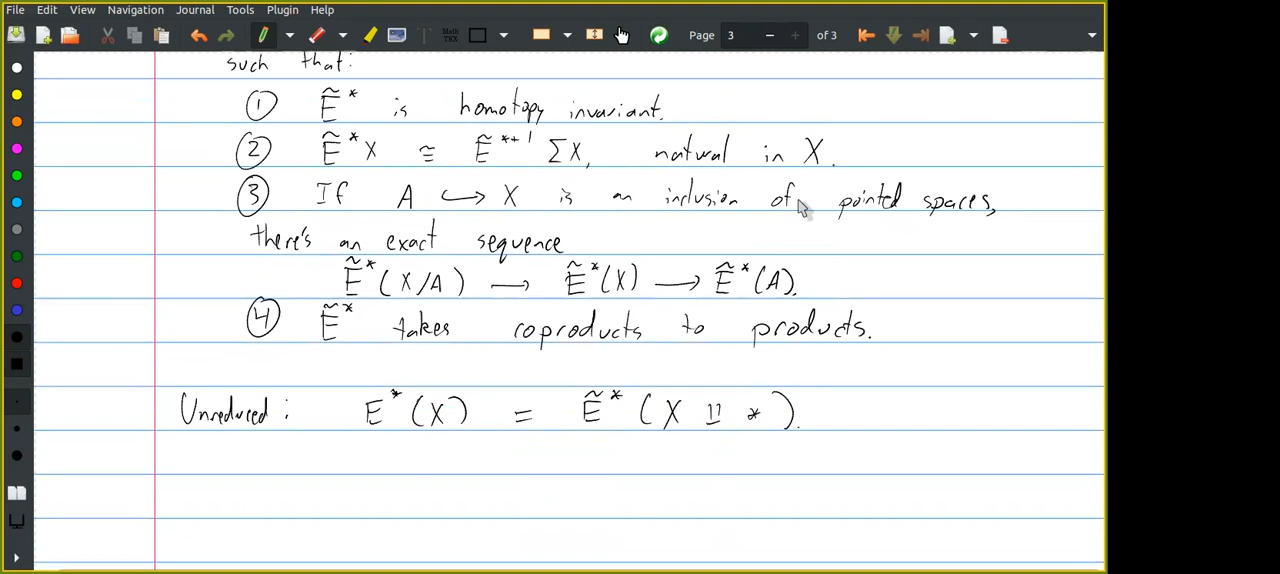 File Edit View Navigation Journal Tools Plugin Help
Math TEX Page 3 of 3
such that:
① Ẽ* is homotopy invariant.
② Ẽ*X ≅ Ẽ*+1 ΣX, natural in X.
③ If A ↪ X is an inclusion of pointed spaces,
there's an exact sequence
Ẽ*(X/A) → Ẽ*(X) → Ẽ*(A).
④ Ẽ* takes coproducts to products.
Unreduced: E*(X) = Ẽ*(X ⨿ *).